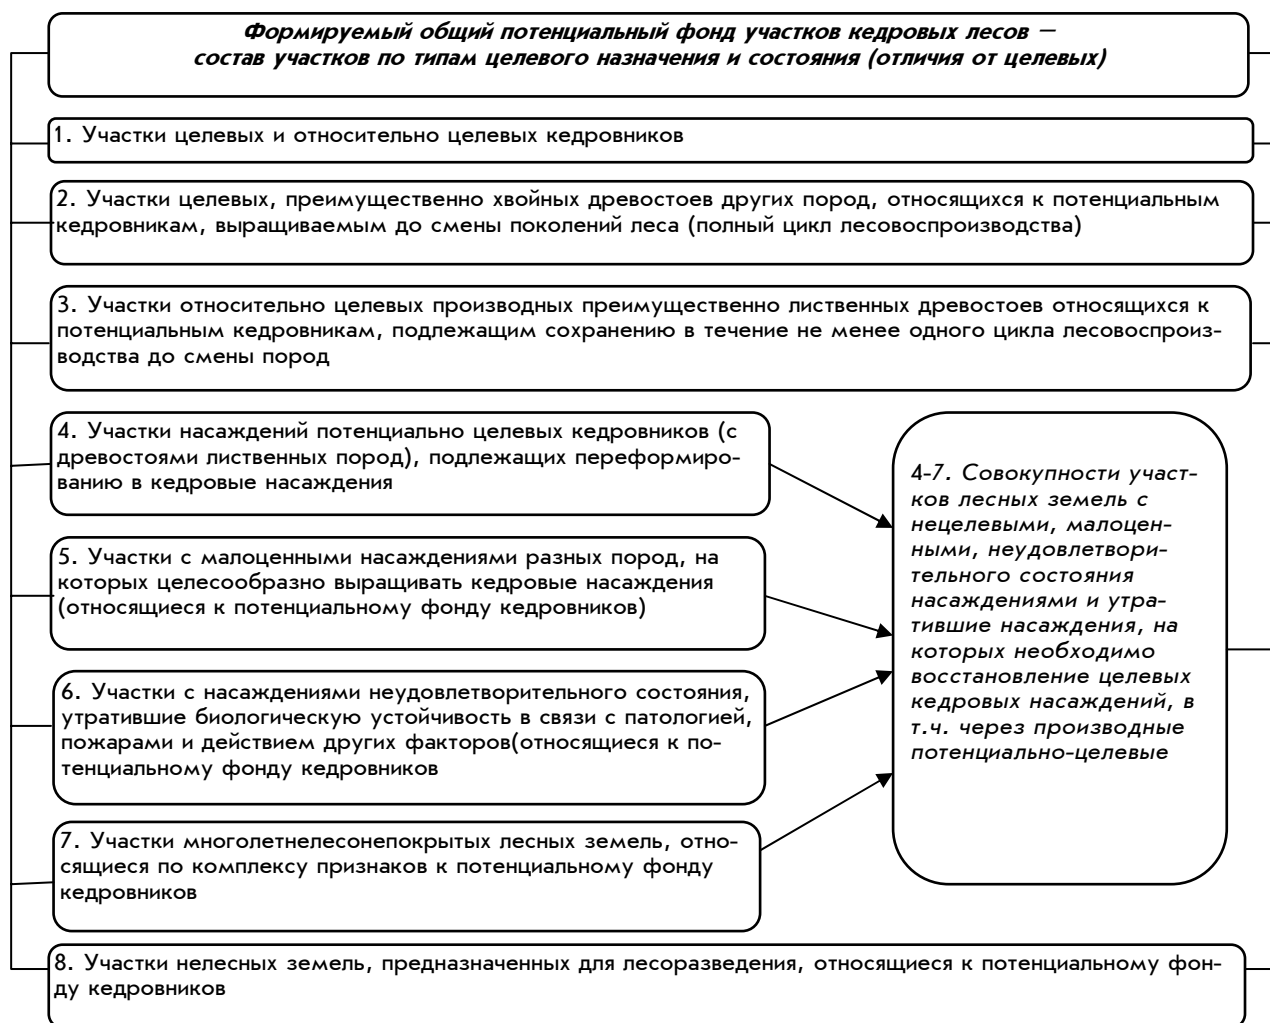 Формируемый общий потенциальный фонд участков кедровых лесов —
состав участков по типам целевого назначения и состояния (отличия от целевых)
1. Участки целевых и относительно целевых кедровников
2. Участки целевых, преимущественно хвойных древостоев других пород, относящихся к потенциальным
кедровникам, выращиваемым до смены поколений леса (полный цикл лесовоспроизводства)
3. Участки относительно целевых производных преимущественно лиственных древостоев относящихся к
потенциальным кедровникам, подлежащим сохранению в течение не менее одного цикла лесовоспроиз-
водства до смены пород
4. Участки насаждений потенциально целевых кедровников (с
древостоями лиственных пород), подлежащих переформиро-
ванию в кедровые насаждения
5. Участки с малоценными насаждениями разных пород, на
которых целесообразно выращивать кедровые насаждения
(относящиеся к потенциальному фонду кедровников)
6. Участки с насаждениями неудовлетворительного состояния,
утратившие биологическую устойчивость в связи с патологией,
пожарами и действием других факторов(относящиеся к по-
тенциальному фонду кедровников
7. Участки многолетнелесонепокрытых лесных земель, отно-
сящиеся по комплексу признаков к потенциальному фонду
кедровников
4-7. Совокупности участ-
ков лесных земель с
нецелевыми, малоцен-
ными, неудовлетвори-
тельного состояния
насаждениями и утра-
тившие насаждения, на
которых необходимо
восстановление целевых
кедровых насаждений, в
т.ч. через производные
потенциально-целевые
8. Участки нелесных земель, предназначенных для лесоразведения, относящиеся к потенциальному фон-
ду кедровников